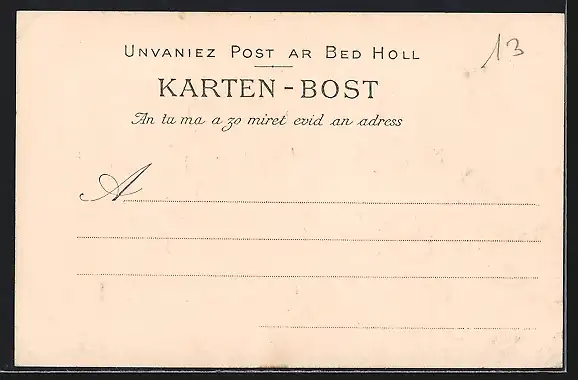 13
UNVANIEZ POST AR BED HOLL
KARTEN-BOST
An tu ma a zo miret evid an adress
A